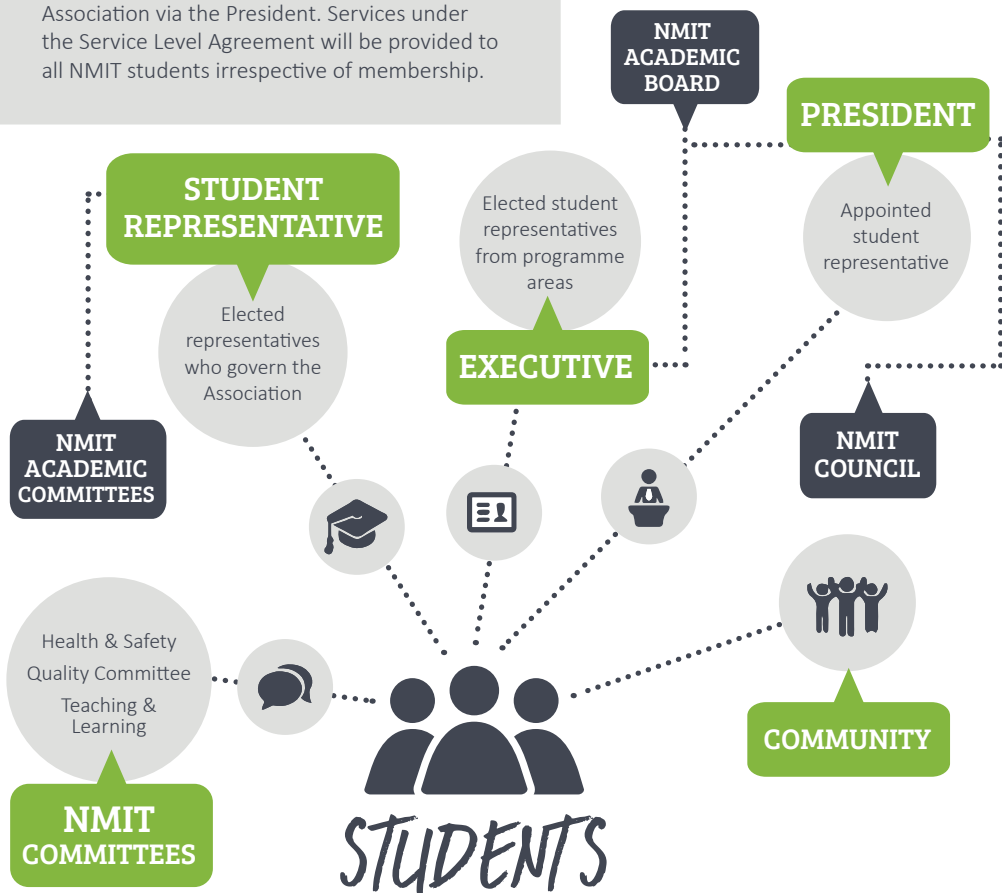 Association via the President. Services under
the Service Level Agreement will be provided to
all NMIT students irrespective of membership.
NMIT
ACADEMIC
BOARD
PRESIDENT
Appointed
student
representative
STUDENT
REPRESENTATIVE
Elected
representatives
who govern the
Association
Elected student
representatives
from programme
areas
EXECUTIVE
NMIT
ACADEMIC
COMMITTEES
NMIT
COUNCIL
Health & Safety
Quality Committee
Teaching &
Learning
NMIT
COMMITTEES
COMMUNITY
STUDENTS